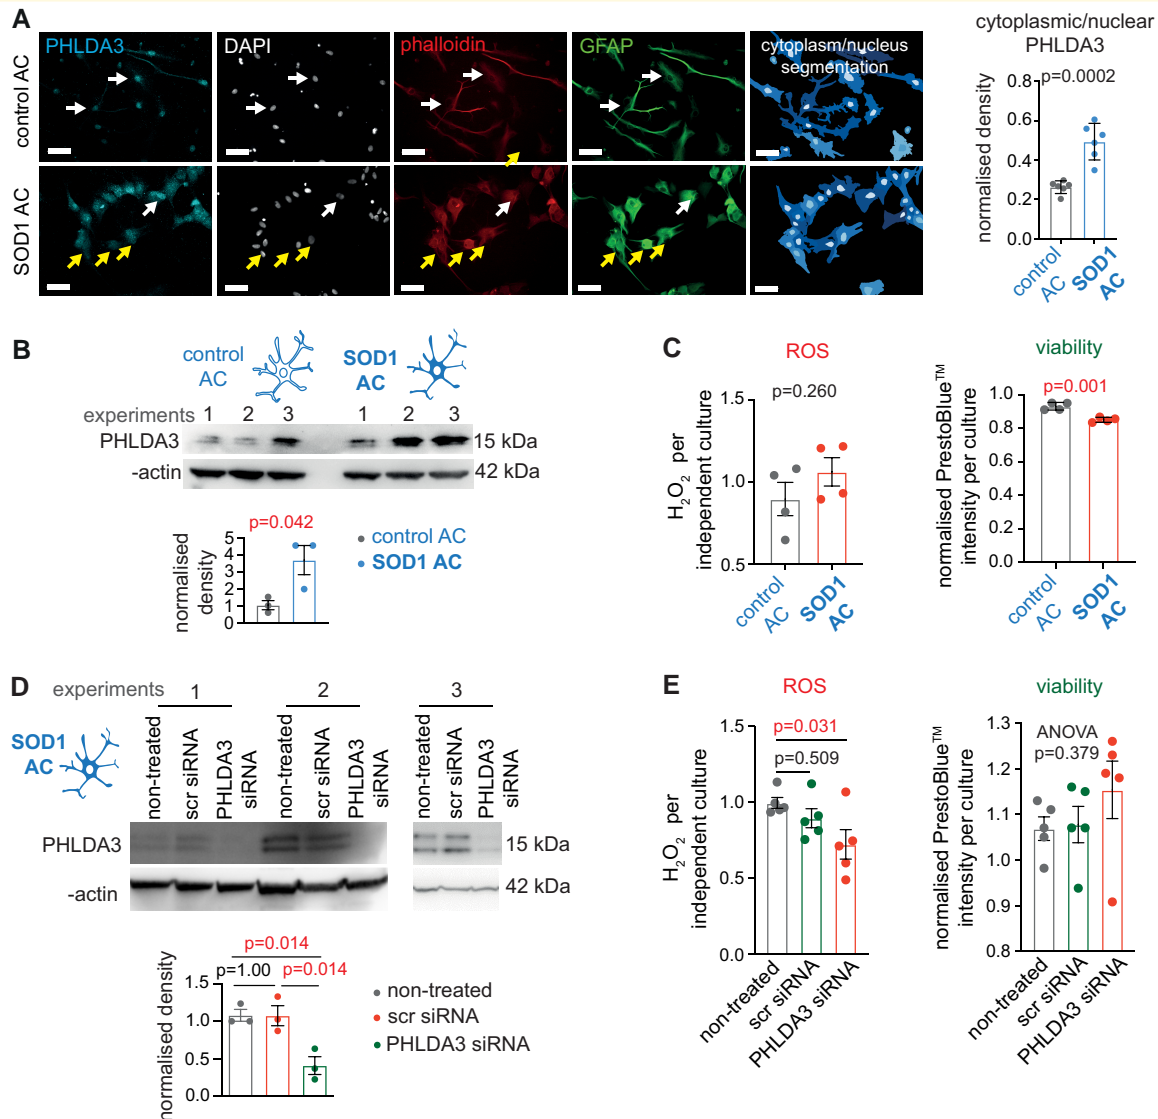 A
PHLDA3
DAPI
phalloidin
GFAP
cytoplasm/nucleus
segmentation
control AC
SOD1 AC
cytoplasmic/nuclear
PHLDA3
p=0.0002
normalised density
0.8
0.6
0.4
0.2
0.0
control
AC
SOD1
AC
B
control
AC
SOD1
AC
experiments 1 2 3 1 2 3
PHLDA3
15 kDa
-actin
42 kDa
p=0.042
normalised
density
5
4
3
2
1
0
control AC
SOD1 AC
C
ROS
p=0.260
H2O2 per
independent culture
1.5
1.0
0.5
control
AC
SOD1
AC
viability
p=0.001
normalised PrestoBlue™
intensity per culture
1.0
0.8
0.6
0.4
0.2
0.0
control
AC
SOD1
AC
D
experiments 1 2 3
SOD1
AC
non-treated
scr siRNA
PHLDA3
siRNA
non-treated
scr siRNA
PHLDA3
siRNA
non-treated
scr siRNA
PHLDA3
siRNA
PHLDA3
15 kDa
-actin
42 kDa
p=0.014
p=1.00
p=0.014
normalised density
1.5
1.0
0.5
0.0
non-treated
scr siRNA
PHLDA3 siRNA
E
ROS
p=0.031
p=0.509
H2O2 per
independent culture
1.5
1.0
0.5
0.0
non-treated
scr siRNA
PHLDA3 siRNA
viability
ANOVA
p=0.379
normalised PrestoBlue™
intensity per culture
1.3
1.2
1.1
1.0
0.9
0.8
non-treated
scr siRNA
PHLDA3 siRNA